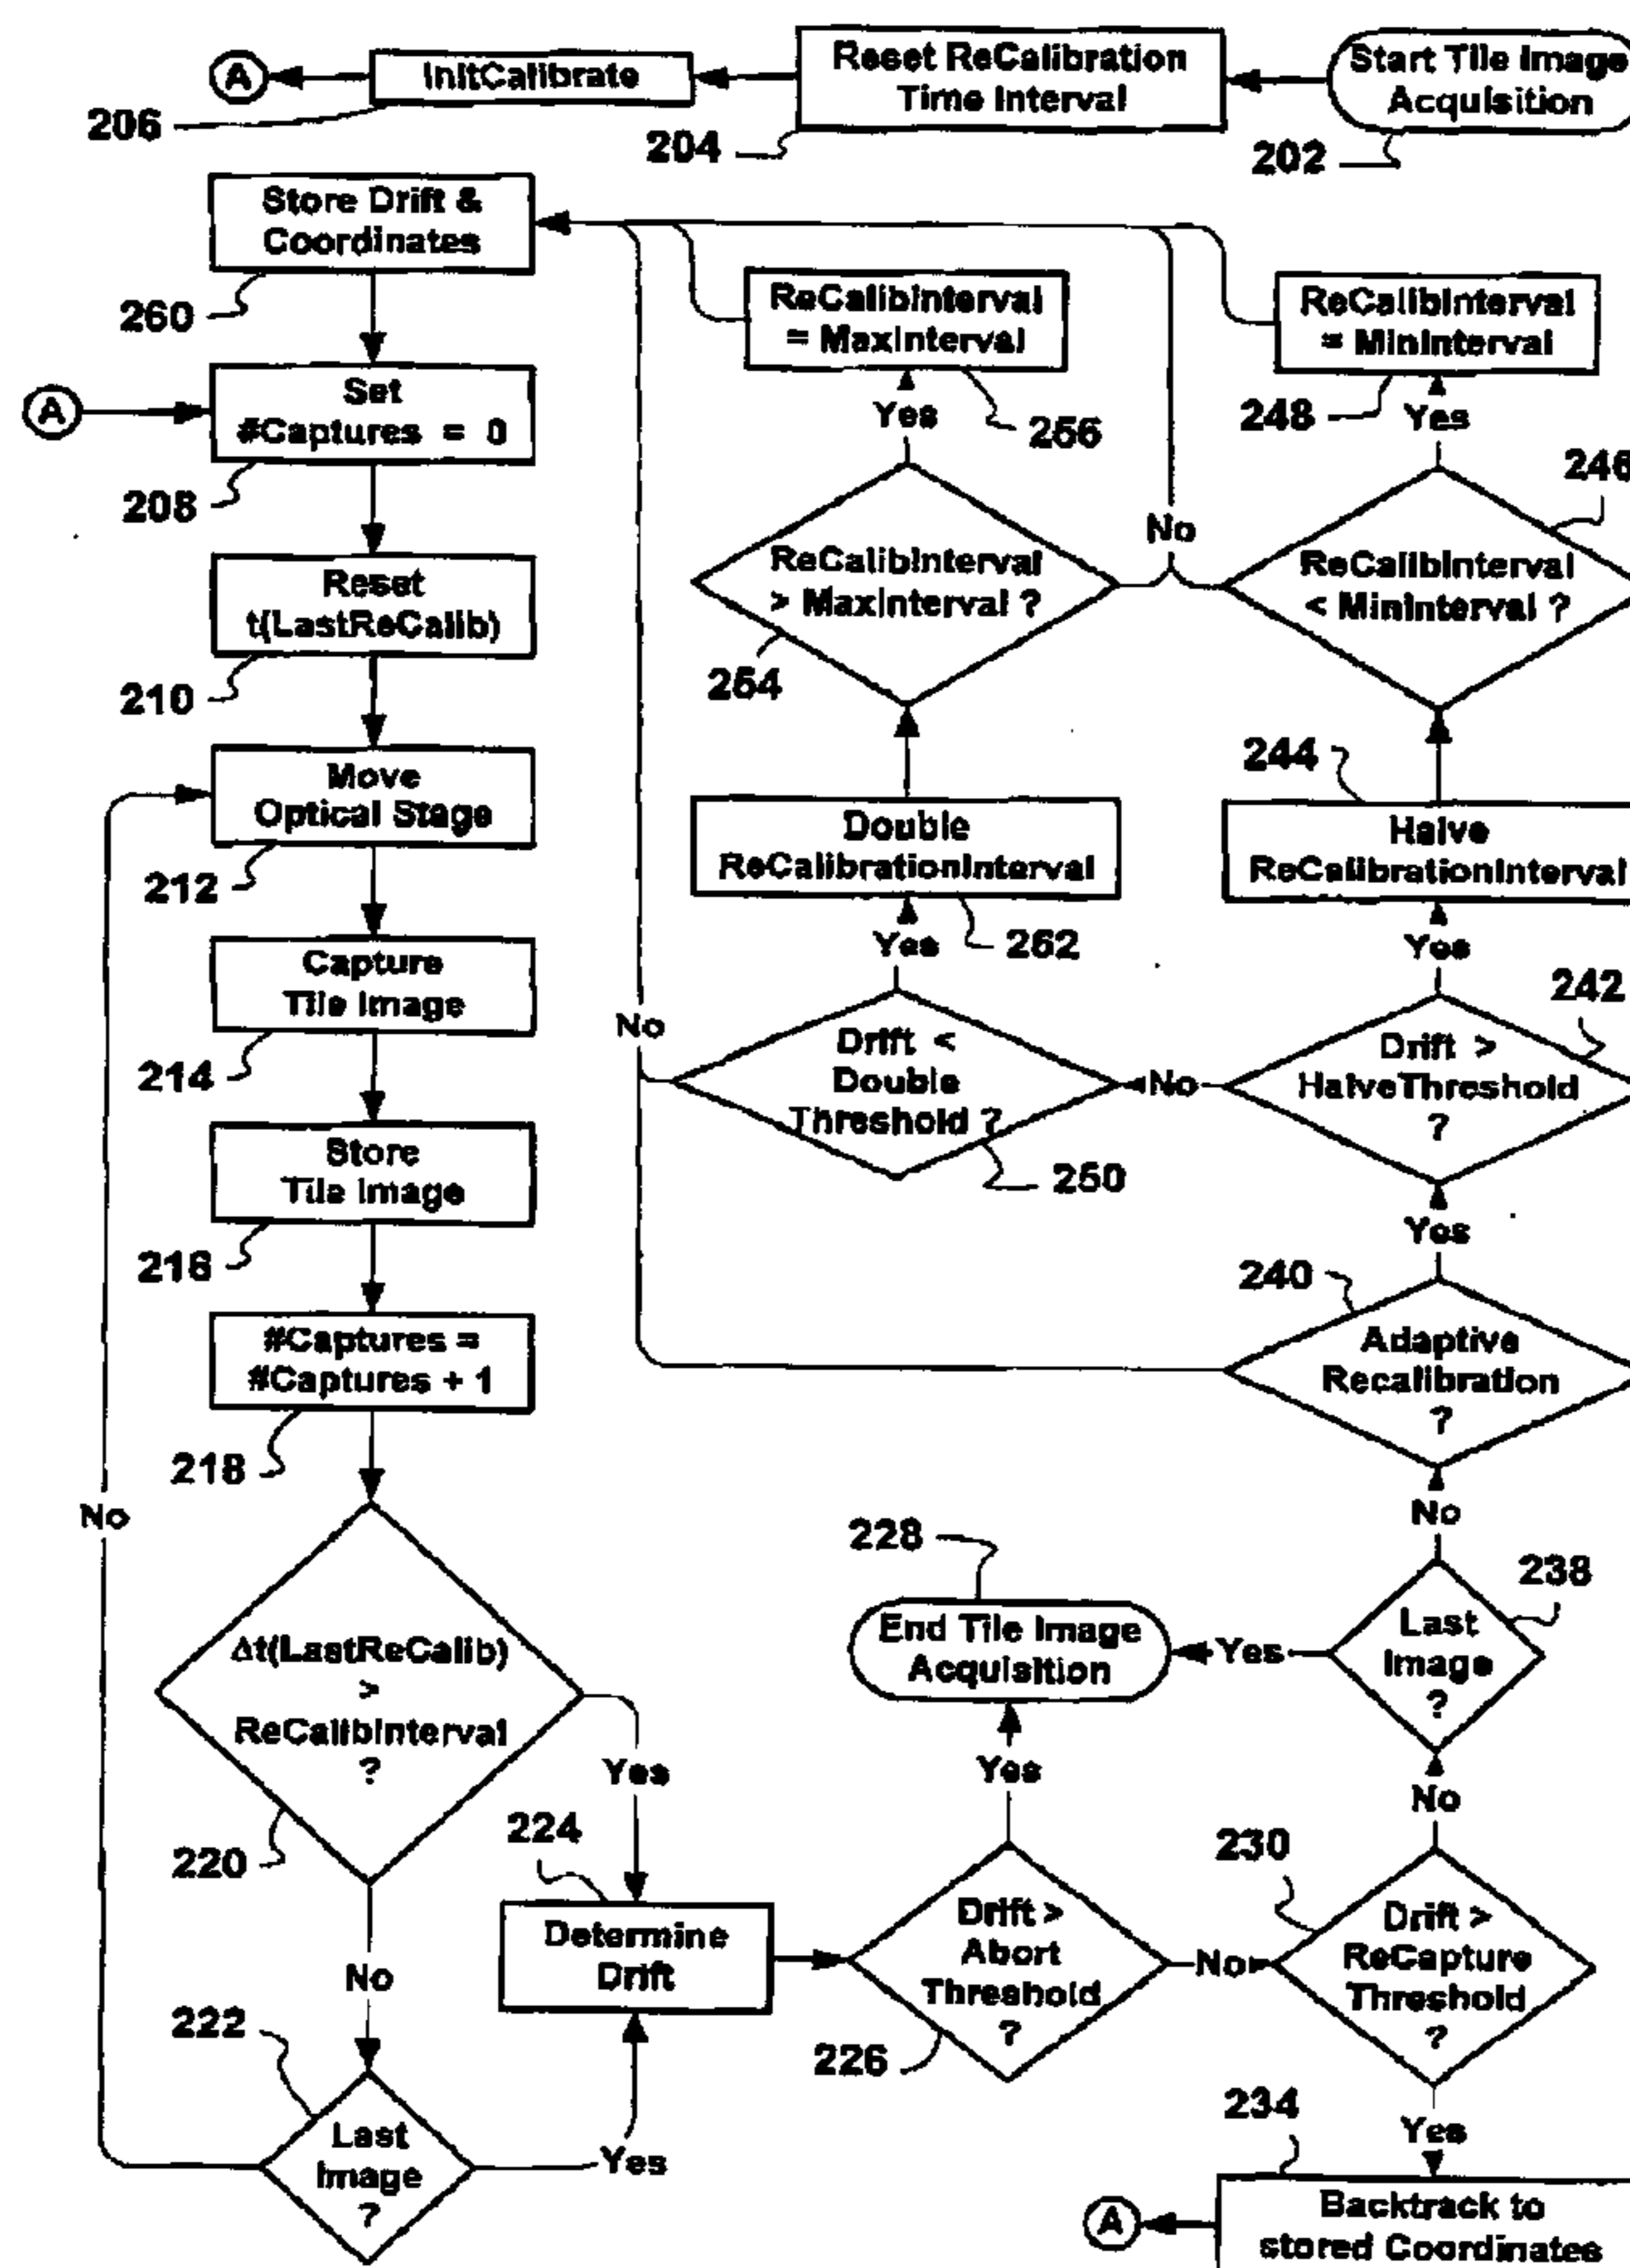 Start Tile Image
Acquisition
202
Reset ReCalibration
Time Interval
204
InitCalibrate
206
A
Store Drift &
Coordinates
260
A
Set
#Captures = 0
208
Reset
t(LastReCalib)
210
Move
Optical Stage
212
Capture
Tile Image
214
Store
Tile Image
216
#Captures =
#Captures + 1
218
Δt(LastReCalib)
>
ReCalibInterval
?
220
No
Yes
222
Last
Image
?
No
Yes
224
Determine
Drift
Drift >
Abort
Threshold
?
226
Yes
No
228
End Tile Image
Acquisition
230
Drift >
ReCapture
Threshold
?
No
Yes
234
Backtrack to
stored Coordinates
A
238
Last
Image
?
Yes
No
240
Adaptive
Recalibration
?
Yes
No
242
Drift >
HalveThreshold
?
No
Yes
244
Halve
ReCalibrationInterval
246
ReCalibInterval
< MinInterval ?
No
Yes
248
ReCalibInterval
= MinInterval
Drift <
Double
Threshold ?
250
Yes
Double
ReCalibrationInterval
252
ReCalibInterval
> MaxInterval ?
254
Yes
ReCalibInterval
= MaxInterval
256